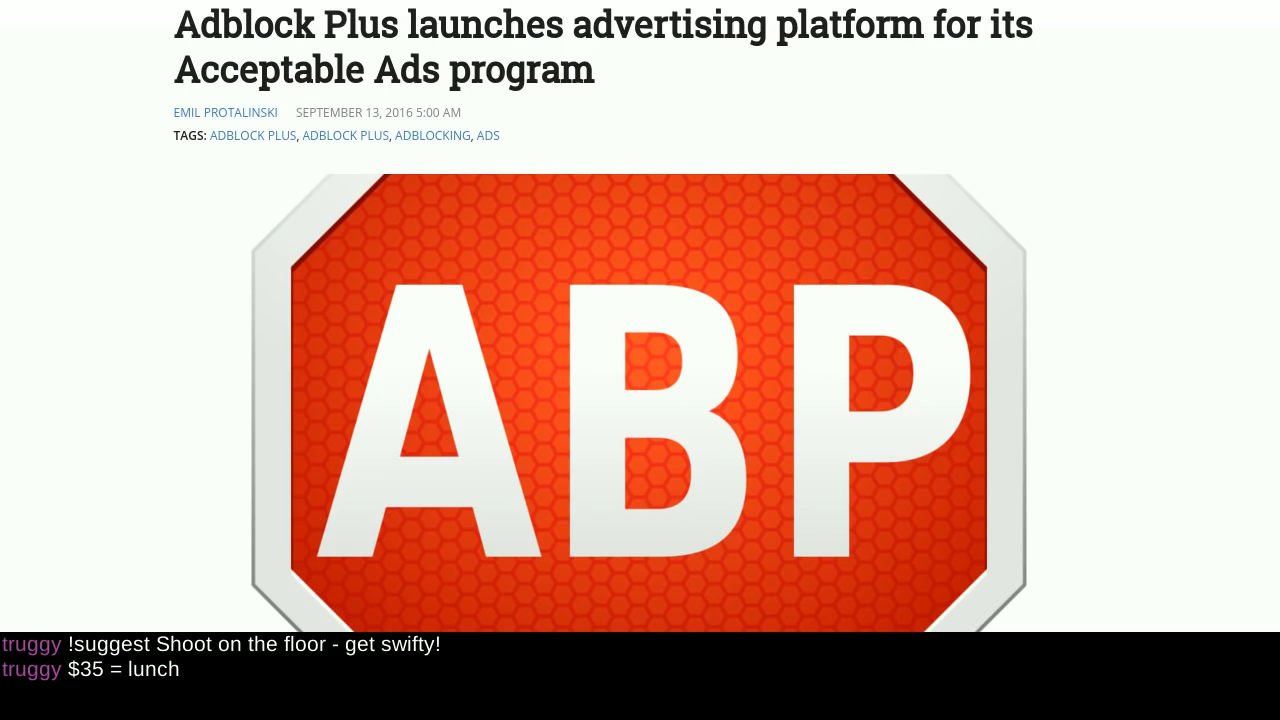 Adblock Plus launches advertising platform for its
Acceptable Ads program
EMIL PROTALINSKI SEPTEMBER 13, 2016 5:00 AM
TAGS: ADBLOCK PLUS, ADBLOCK PLUS, ADBLOCKING, ADS
ABP
truggy !suggest Shoot on the floor - get swifty!
truggy $35 = lunch